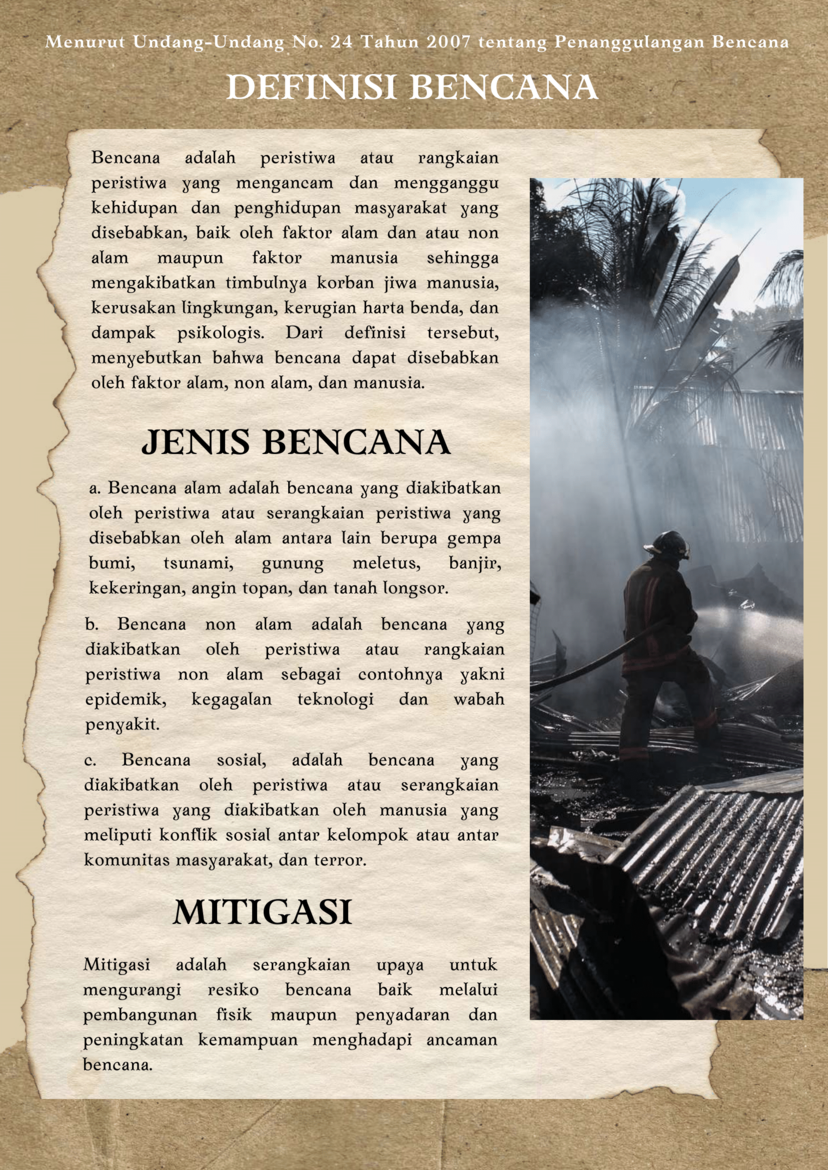 Menurut Undang-Undang No. 24 Tahun 2007 tentang Penanggulangan Bencana
DEFINISI BENCANA
Bencana adalah peristiwa atau rangkaian
peristiwa yang mengancam dan mengganggu
kehidupan dan penghidupan masyarakat yang
disebabkan, baik oleh faktor alam dan atau non
alam maupun faktor manusia sehingga
mengakibatkan timbulnya korban jiwa manusia,
kerusakan lingkungan, kerugian harta benda, dan
dampak psikologis. Dari definisi tersebut,
menyebutkan bahwa bencana dapat disebabkan
oleh faktor alam, non alam, dan manusia.
JENIS BENCANA
a. Bencana alam adalah bencana yang diakibatkan
oleh peristiwa atau serangkaian peristiwa yang
disebabkan oleh alam antara lain berupa gempa
bumi, tsunami, gunung meletus, banjir,
kekeringan, angin topan, dan tanah longsor.
b. Bencana non alam adalah bencana yang
diakibatkan oleh peristiwa atau rangkaian
peristiwa non alam sebagai contohnya yakni
epidemik, kegagalan teknologi dan wabah
penyakit.
c. Bencana sosial, adalah bencana yang
diakibatkan oleh peristiwa atau serangkaian
peristiwa yang diakibatkan oleh manusia yang
meliputi konflik sosial antar kelompok atau antar
komunitas masyarakat, dan terror.
MITIGASI
Mitigasi adalah serangkaian upaya untuk
mengurangi resiko bencana baik melalui
pembangunan fisik maupun penyadaran dan
peningkatan kemampuan menghadapi ancaman
bencana.